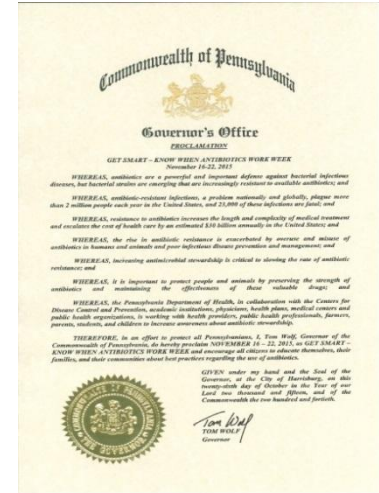 Commonwealth of Pennsylvania
Governor's Office
PROCLAMATION
GET SMART – KNOW WHEN ANTIBIOTICS WORK WEEK
November 16-22, 2015
WHEREAS, antibiotics are a powerful and important defense against bacterial infectious
diseases, but bacterial strains are emerging that are increasingly resistant to available antibiotics; and
WHEREAS, antibiotic-resistant infections, a problem nationally and globally, plague more
than 2 million people each year in the United States, and 23,000 of these infections are fatal; and
WHEREAS, resistance to antibiotics increases the length and complexity of medical treatment
and escalates the cost of health care by an estimated $30 billion annually in the United States; and
WHEREAS, the rise in antibiotic resistance is exacerbated by overuse and misuse of
antibiotics in humans and animals and poor infectious disease prevention and management; and
WHEREAS, increasing antimicrobial stewardship is critical to slowing the rate of antibiotic
resistance; and
WHEREAS, it is important to protect people and animals by preserving the strength of
antibiotics and maintaining the effectiveness of these valuable drugs; and
WHEREAS, the Pennsylvania Department of Health, in collaboration with the Centers for
Disease Control and Prevention, academic institutions, physicians, health plans, medical centers and
public health organizations, is working with health providers, public health professionals, farmers,
parents, students, and children to increase awareness about antibiotic stewardship.
THEREFORE, in an effort to protect all Pennsylvanians, I, Tom Wolf, Governor of the
Commonwealth of Pennsylvania, do hereby proclaim NOVEMBER 16 – 22, 2015, as GET SMART –
KNOW WHEN ANTIBIOTICS WORK WEEK and encourage all citizens to educate themselves, their
families, and their communities about best practices regarding the use of antibiotics.
GIVEN under my hand and the Seal of the
Governor, at the City of Harrisburg, on this
twenty-sixth day of October in the Year of our
Lord two thousand and fifteen, and of the
Commonwealth the two hundred and fortieth.
Tom Wolf
TOM WOLF
Governor